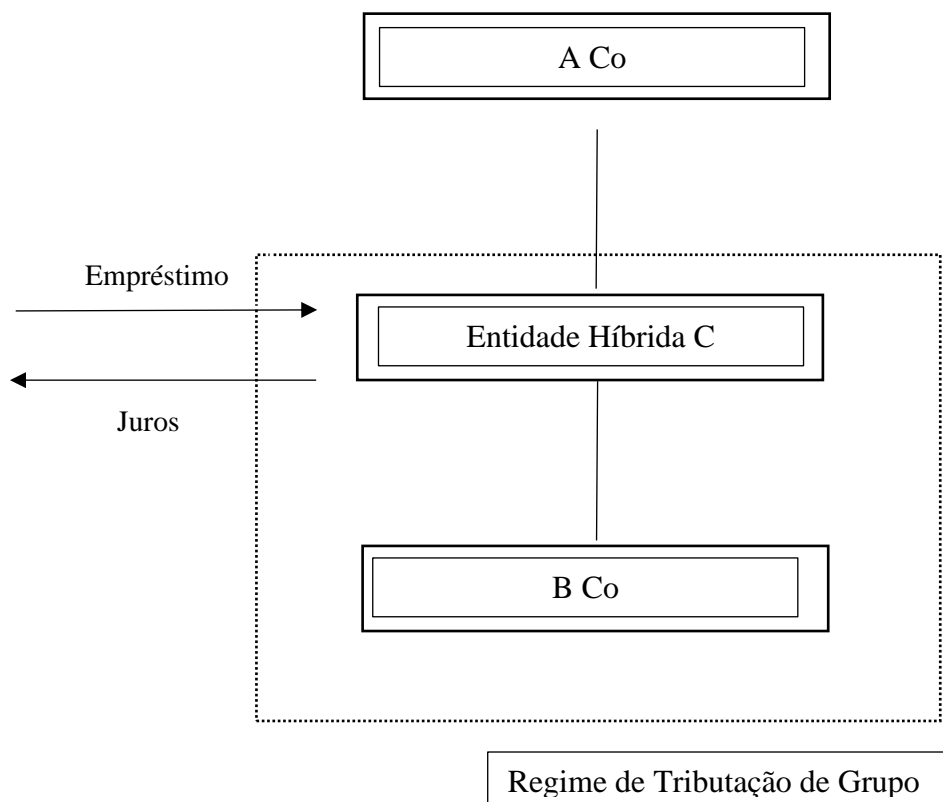 A Co
Empréstimo
Entidade Híbrida C
Juros
B Co
Regime de Tributação de Grupo